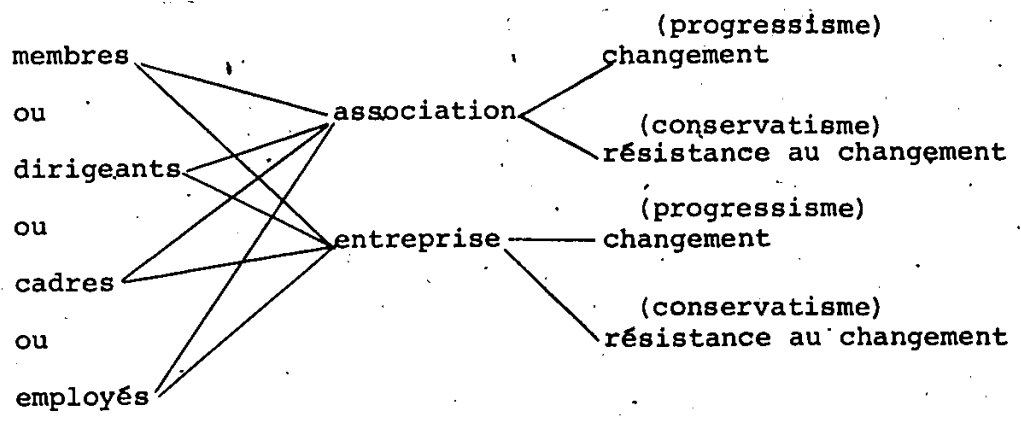 membres
ou
dirigeants
ou
cadres
ou
employés
association
entreprise
(progressisme)
changement
(conservatisme)
résistance au changement
(progressisme)
changement
(conservatisme)
résistance au changement